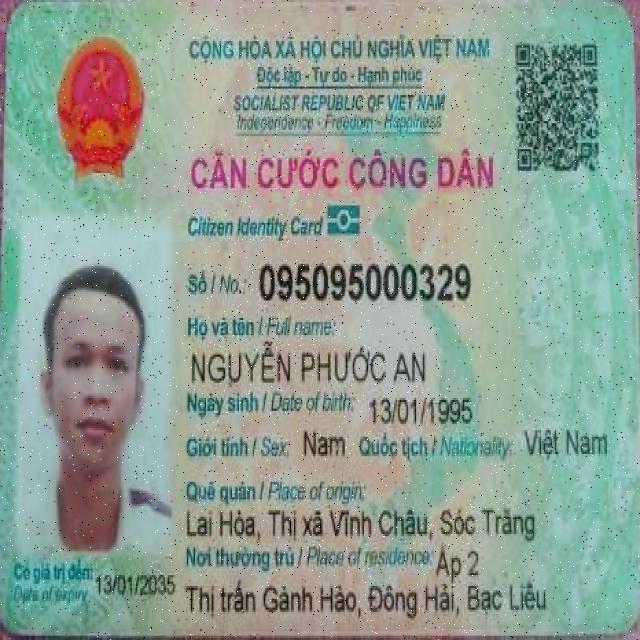 CỘNG HÒA XÃ HỘI CHỦ NGHĨA VIỆT NAM
Độc lập - Tự do - Hạnh phúc
SOCIALIST REPUBLIC OF VIET NAM
Independence - Freedom - Happiness
CĂN CƯỚC CÔNG DÂN
Citizen Identity Card
Số / No.: 095095000329
Họ và tên / Full name:
NGUYỄN PHƯỚC AN
Ngày sinh / Date of birth: 13/01/1995
Giới tính / Sex: Nam Quốc tịch / Nationality: Việt Nam
Quê quán / Place of origin:
Lai Hòa, Thị xã Vĩnh Châu, Sóc Trăng
Nơi thường trú / Place of residence: Ấp 2
Thị trấn Gành Hào, Đông Hải, Bạc Liêu
Có giá trị đến: 13/01/2035
Date of expiry